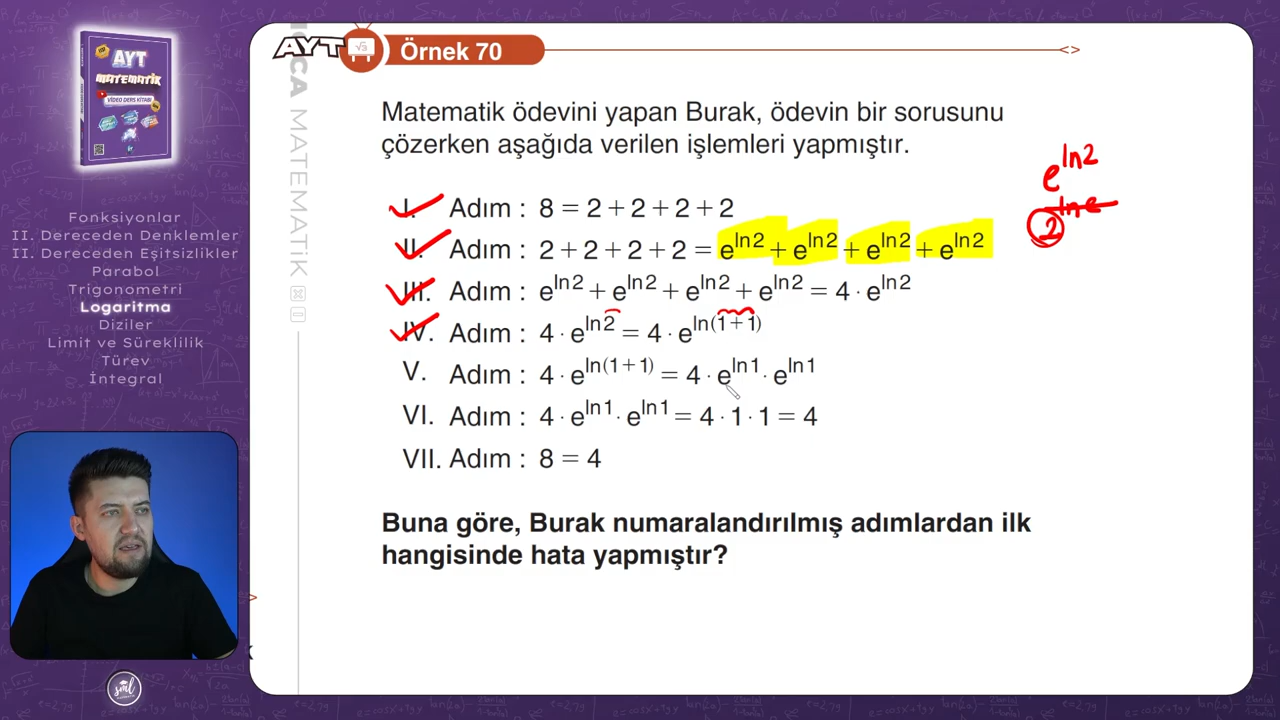 AYT
Örnek 70
MATEMATİK
AYT
MATEMATİK
VİDEO DERS KİTABI
Fonksiyonlar
II. Dereceden Denklemler
II. Dereceden Eşitsizlikler
Parabol
Trigonometri
Logaritma
Diziler
Limit ve Süreklilik
Türev
İntegral
Matematik ödevini yapan Burak, ödevin bir sorusunu
çözerken aşağıda verilen işlemleri yapmıştır.
I. Adım : 8 = 2 + 2 + 2 + 2
II. Adım : 2 + 2 + 2 + 2 = e^ln2 + e^ln2 + e^ln2 + e^ln2
III. Adım : e^ln2 + e^ln2 + e^ln2 + e^ln2 = 4 · e^ln2
IV. Adım : 4 · e^ln2 = 4 · e^ln(1 + 1)
V. Adım : 4 · e^ln(1 + 1) = 4 · e^ln1 · e^ln1
VI. Adım : 4 · e^ln1 · e^ln1 = 4 · 1 · 1 = 4
VII. Adım : 8 = 4
Buna göre, Burak numaralandırılmış adımlardan ilk
hangisinde hata yapmıştır?
e^ln2
2^ln e
sml